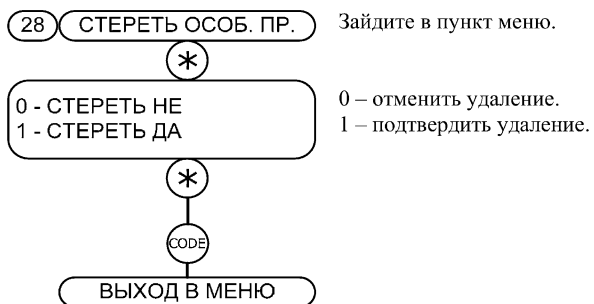 28 СТЕРЕТЬ ОСОБ. ПР. Зайдите в пункт меню.
*
0 - СТЕРЕТЬ НЕ 0 – отменить удаление.
1 - СТЕРЕТЬ ДА 1 – подтвердить удаление.
*
CODE
ВЫХОД В МЕНЮ